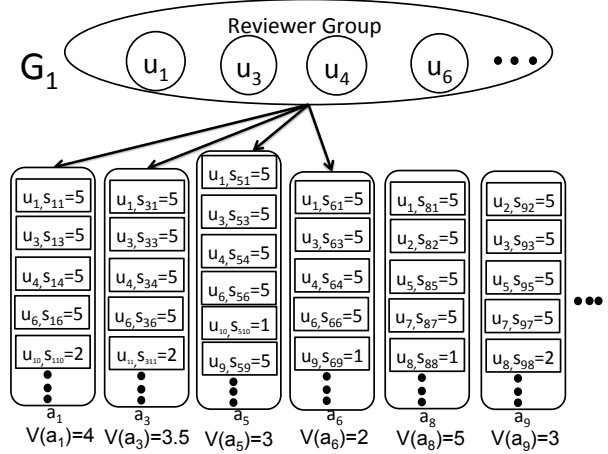 Reviewer Group
G1
u1 u3 u4 u6
u1,s11=5
u3,s13=5
u4,s14=5
u6,s16=5
u10,s110=2
a1
V(a1)=4
u1,s31=5
u3,s33=5
u4,s34=5
u6,s36=5
u11,s311=2
a3
V(a3)=3.5
u1,s51=5
u3,s53=5
u4,s54=5
u6,s56=5
u10,s510=1
u9,s59=5
a5
V(a5)=3
u1,s61=5
u3,s63=5
u4,s64=5
u6,s66=5
u9,s69=1
a6
V(a6)=2
u1,s81=5
u2,s82=5
u5,s85=5
u7,s87=5
u8,s88=1
a8
V(a8)=5
u2,s92=5
u3,s93=5
u5,s95=5
u7,s97=5
u8,s98=2
a9
V(a9)=3